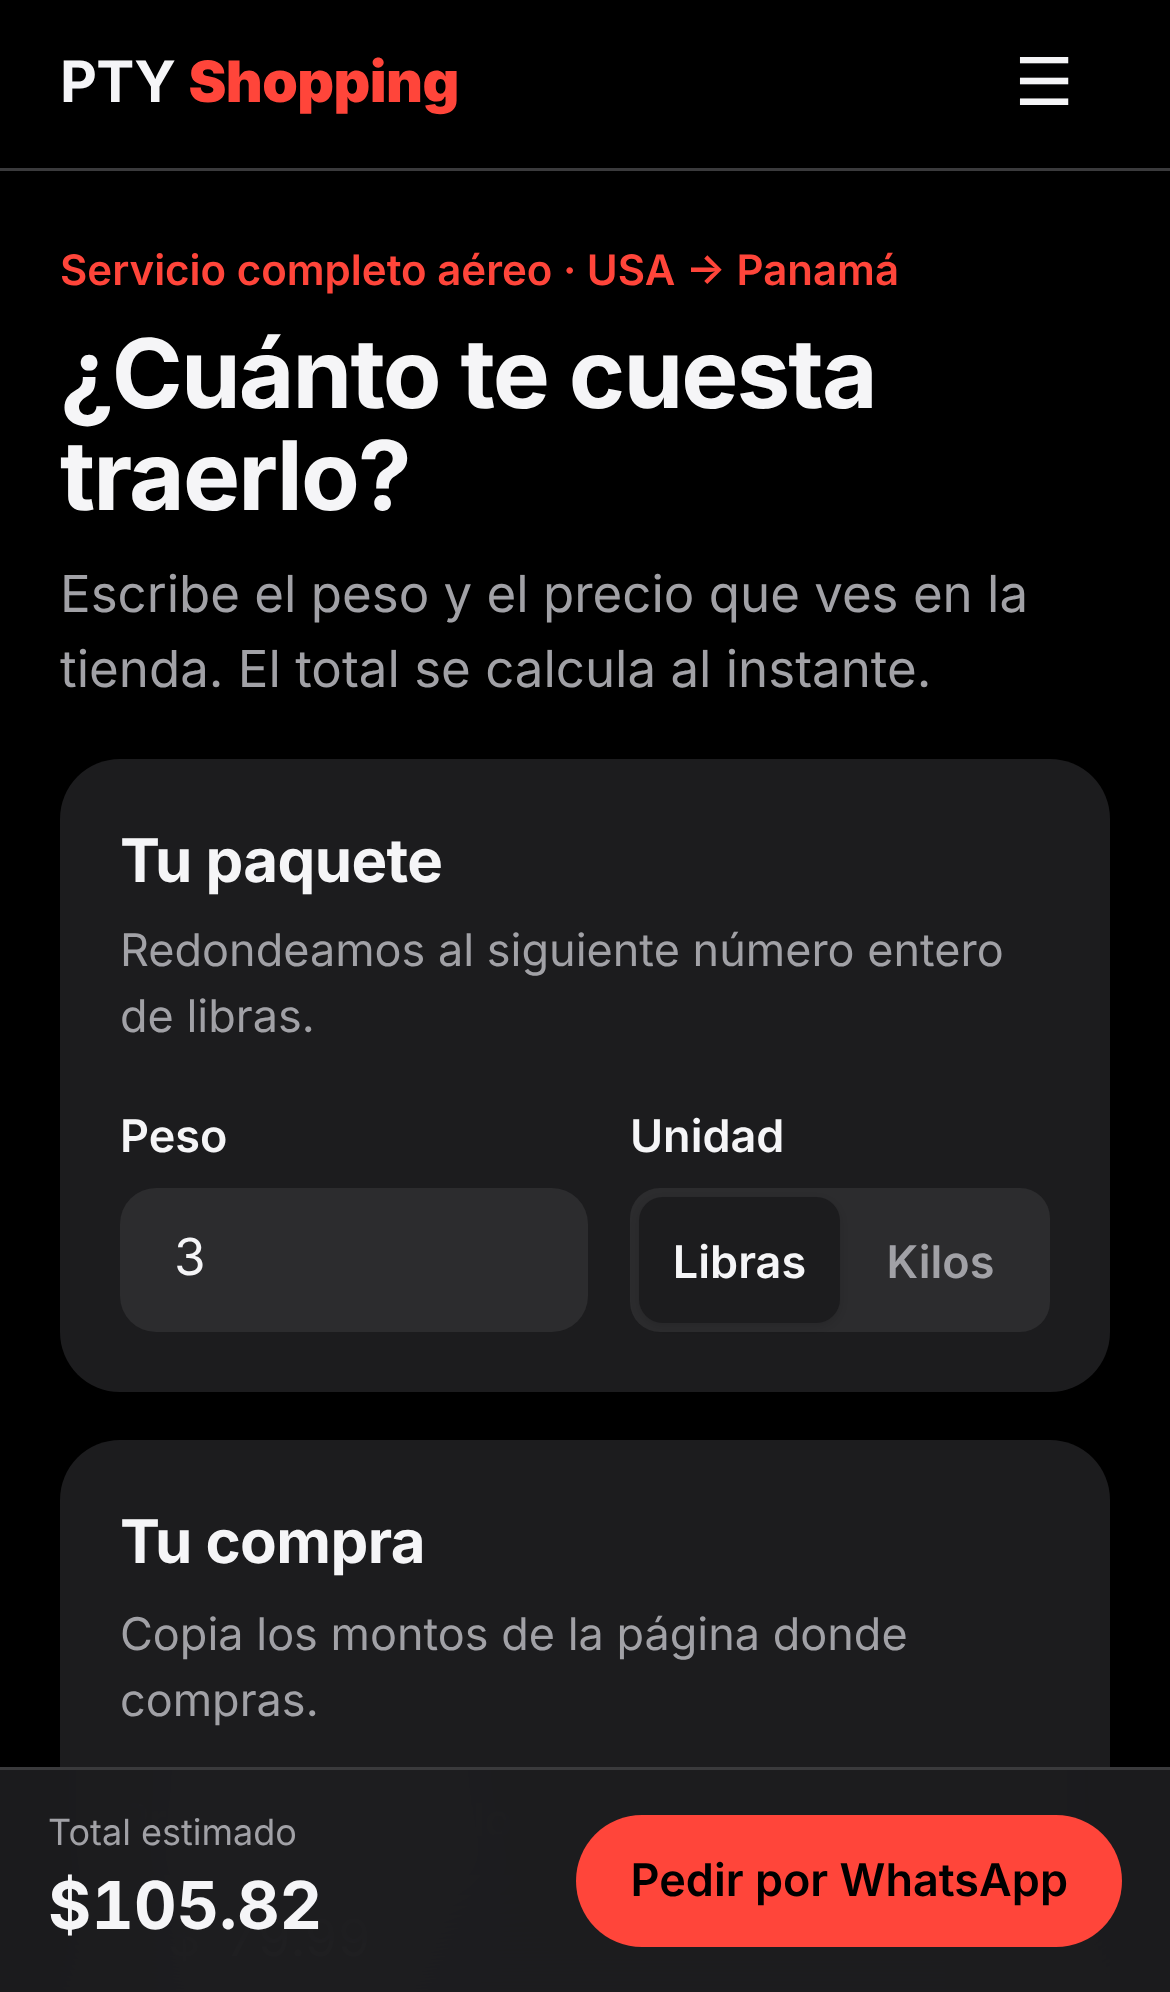 PTY Shopping
Servicio completo aéreo · USA → Panamá
¿Cuánto te cuesta
traerlo?
Escribe el peso y el precio que ves en la
tienda. El total se calcula al instante.
Tu paquete
Redondeamos al siguiente número entero
de libras.
Peso
Unidad
3
Libras
Kilos
Tu compra
Copia los montos de la página donde
compras.
Total estimado
$105.82
Pedir por WhatsApp